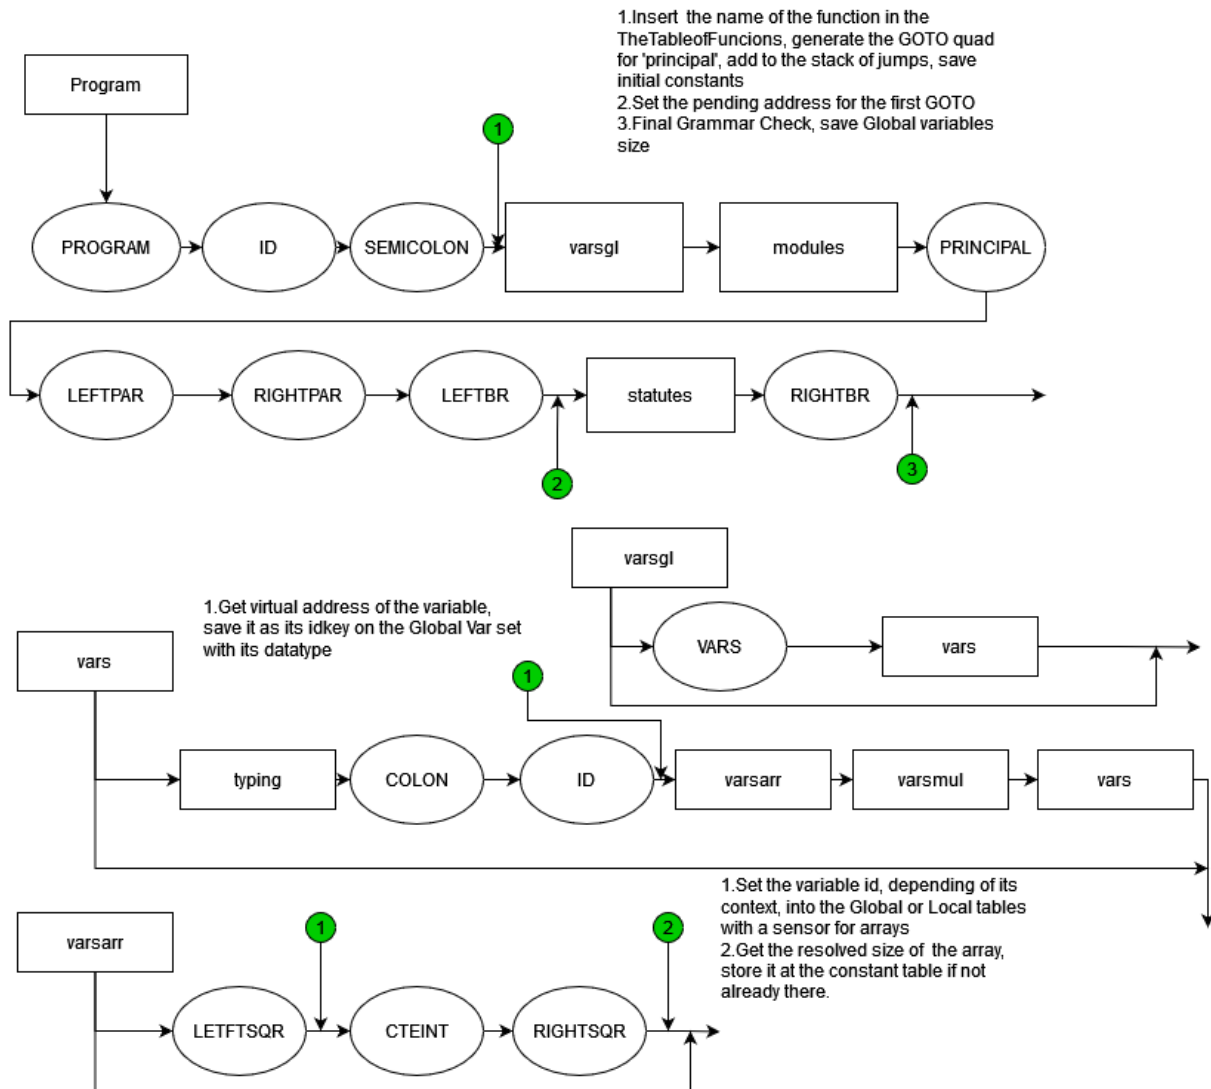 1.Insert the name of the function in the
TheTableofFuncions, generate the GOTO quad
for 'principal', add to the stack of jumps, save
initial constants
2.Set the pending address for the first GOTO
3.Final Grammar Check, save Global variables
size
Program
1
PROGRAM
ID
SEMICOLON
varsgl
modules
PRINCIPAL
LEFTPAR
RIGHTPAR
LEFTBR
statutes
RIGHTBR
2
3
varsgl
1.Get virtual address of the variable,
save it as its idkey on the Global Var set
with its datatype
VARS
vars
vars
1
typing
COLON
ID
varsarr
varsmul
vars
1.Set the variable id, depending of its
context, into the Global or Local tables
with a sensor for arrays
2.Get the resolved size of the array,
store it at the constant table if not
already there.
varsarr
1
2
LETFTSQR
CTEINT
RIGHTSQR